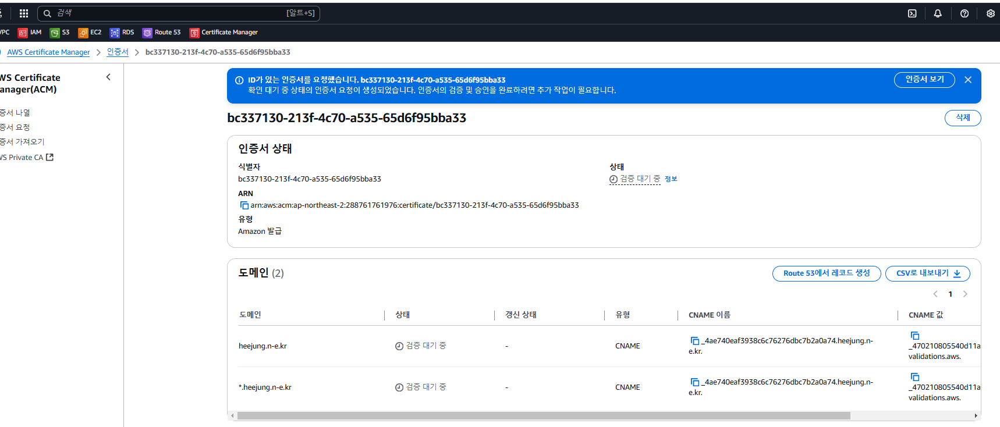 검색 [알트+S]
VPC IAM S3 EC2 RDS Route 53 Certificate Manager
AWS Certificate Manager > 인증서 > bc337130-213f-4c70-a535-65d6f95bba33
WS Certificate
anager(ACM)
증서 나열
증서 요청
증서 가져오기
WS Private CA
ID가 있는 인증서를 요청했습니다. bc337130-213f-4c70-a535-65d6f95bba33
확인 대기 중 상태의 인증서 요청이 생성되었습니다. 인증서의 검증 및 승인을 완료하려면 추가 작업이 필요합니다.
인증서 보기
bc337130-213f-4c70-a535-65d6f95bba33
삭제
인증서 상태
식별자
bc337130-213f-4c70-a535-65d6f95bba33
상태
검증 대기 중 정보
ARN
arn:aws:acm:ap-northeast-2:288761761976:certificate/bc337130-213f-4c70-a535-65d6f95bba33
유형
Amazon 발급
도메인 (2)
Route 53에서 레코드 생성
CSV로 내보내기
1
도메인 상태 갱신 상태 유형 CNAME 이름 CNAME 값
heejung.n-e.kr 검증 대기 중 - CNAME
_4ae740eaf3938c6c76276dbc7b2a0a74.heejung.n-
e.kr.
_470210805540d11a
validations.aws.
*.heejung.n-e.kr 검증 대기 중 - CNAME
_4ae740eaf3938c6c76276dbc7b2a0a74.heejung.n-
e.kr.
_470210805540d11a
validations.aws.